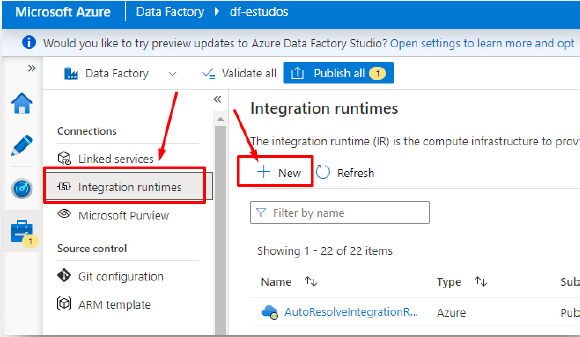 Microsoft Azure Data Factory > df-estudos
Would you like to try preview updates to Azure Data Factory Studio? Open settings to learn more and opt
» Data Factory Validate all Publish all 1
«
Integration runtimes
Connections
The integration runtime (IR) is the compute infrastructure to prov
Linked services
Integration runtimes
+ New Refresh
Microsoft Purview
Filter by name
1
Source control
Showing 1 - 22 of 22 items
Git configuration
Name Type Sub
ARM template
AutoResolveIntegrationR... Azure Pub